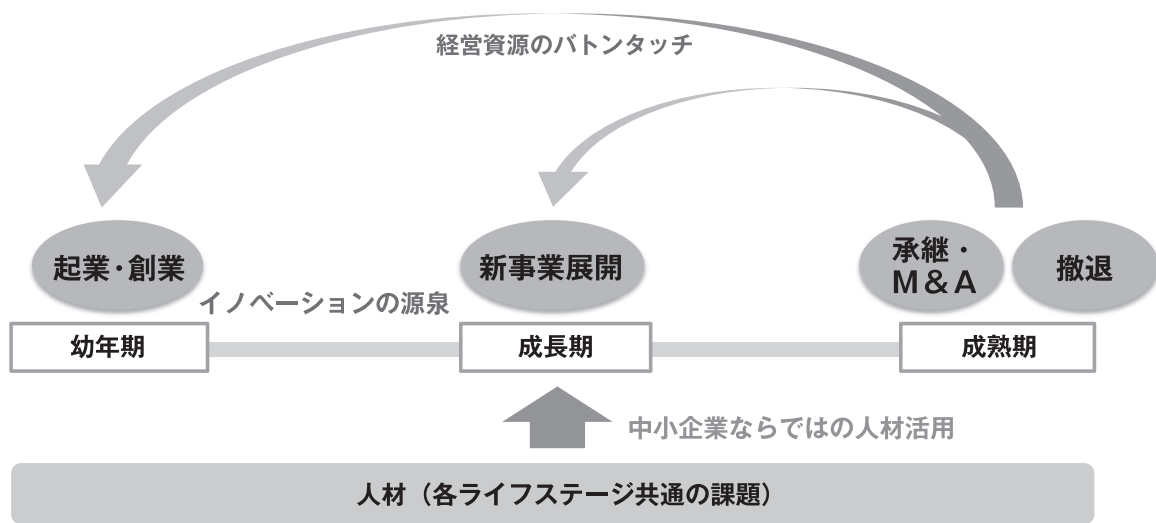 経営資源のバトンタッチ
起業・創業
新事業展開
承継・
M&A
撤退
イノベーションの源泉
幼年期
成長期
成熟期
中小企業ならではの人材活用
人材(各ライフステージ共通の課題)